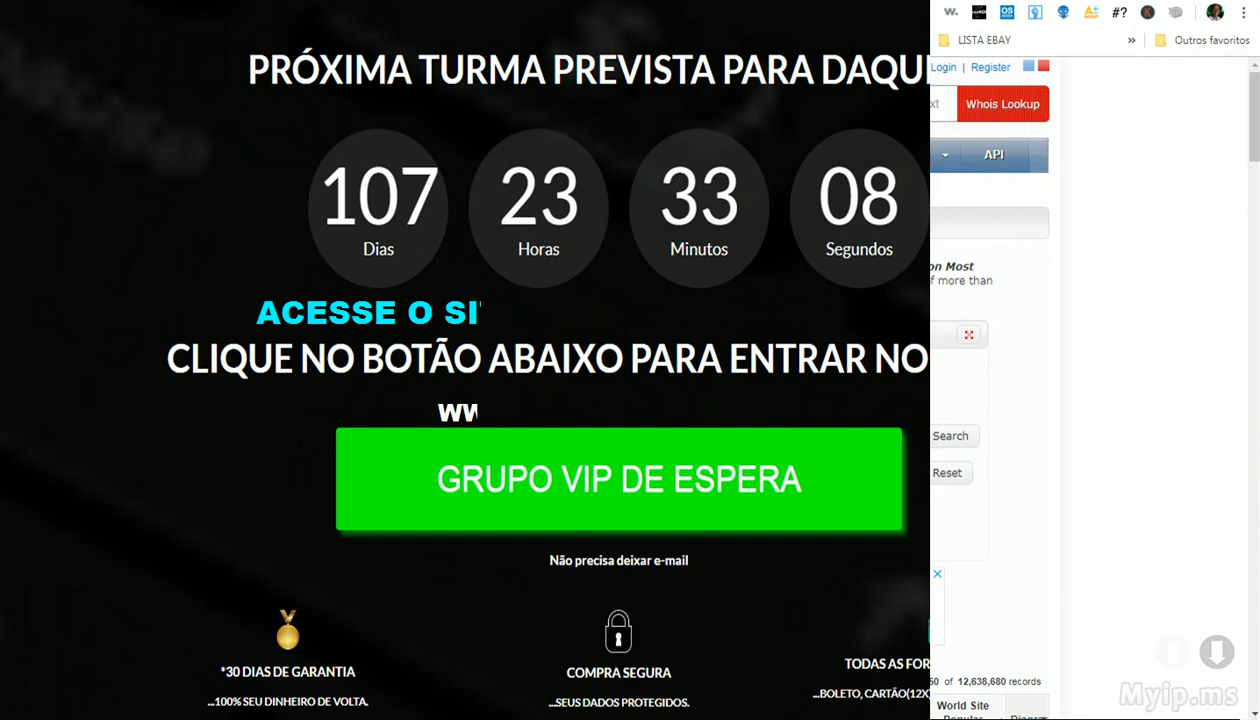 PRÓXIMA TURMA PREVISTA PARA DAQU
107 23 33 08
Dias Horas Minutos Segundos
ACESSE O SI
CLIQUE NO BOTÃO ABAIXO PARA ENTRAR NO
WW
GRUPO VIP DE ESPERA
Não precisa deixar e-mail
*30 DIAS DE GARANTIA
...100% SEU DINHEIRO DE VOLTA.
COMPRA SEGURA
...SEUS DADOS PROTEGIDOS.
TODAS AS FOR
...BOLETO, CARTÃO(12X
w. OS #? K
LISTA EBAY » Outros favoritos
Login | Register
xt Whois Lookup
API
on Most
f more than
Search
Reset
50 of 12,638,680 records
Myip.ms
World Site
Popular Diagra